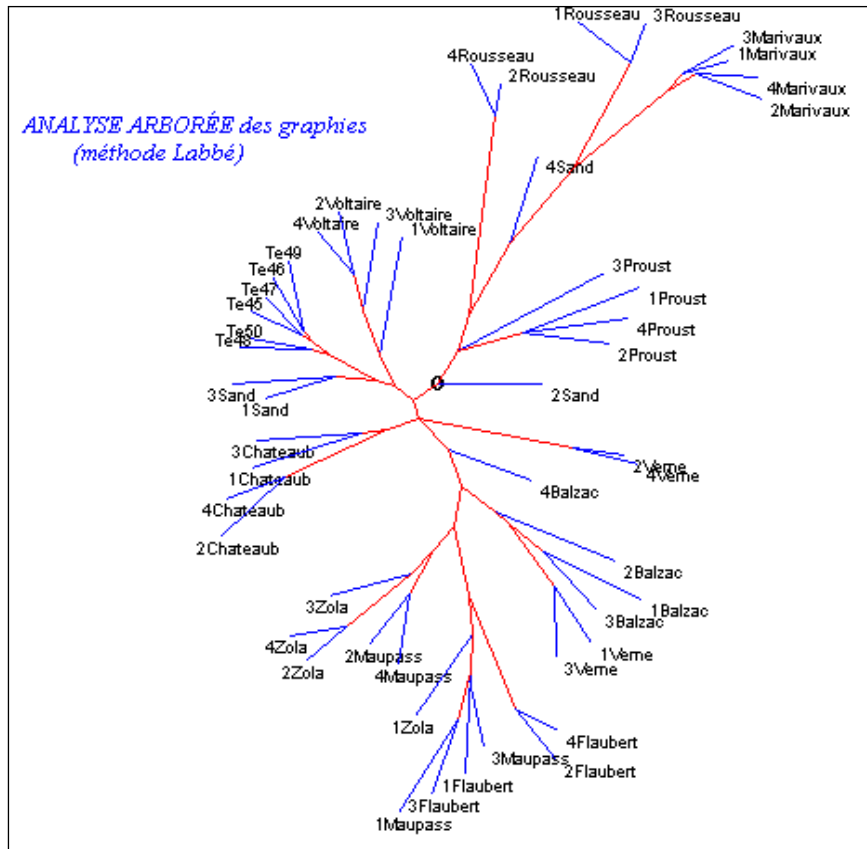 1Rousseau
3Rousseau
3Marivaux
1Marivaux
4Marivaux
2Marivaux
4Rousseau
2Rousseau
ANALYSE ARBORÉE des graphies
(méthode Labbé)
4Sand
2Voltaire
4Voltaire
3Voltaire
1Voltaire
Te49
Te46
Te47
Te45
Te50
Te48
3Proust
1Proust
4Proust
2Proust
0
3Sand
1Sand
2Sand
3Chateaub
1Chateaub
4Chateaub
2Chateaub
2Verne
4Verne
4Balzac
2Balzac
1Balzac
3Balzac
1Verne
3Verne
3Zola
4Zola
2Zola
2Maupass
4Maupass
1Zola
3Maupass
4Flaubert
2Flaubert
1Flaubert
3Flaubert
1Maupass